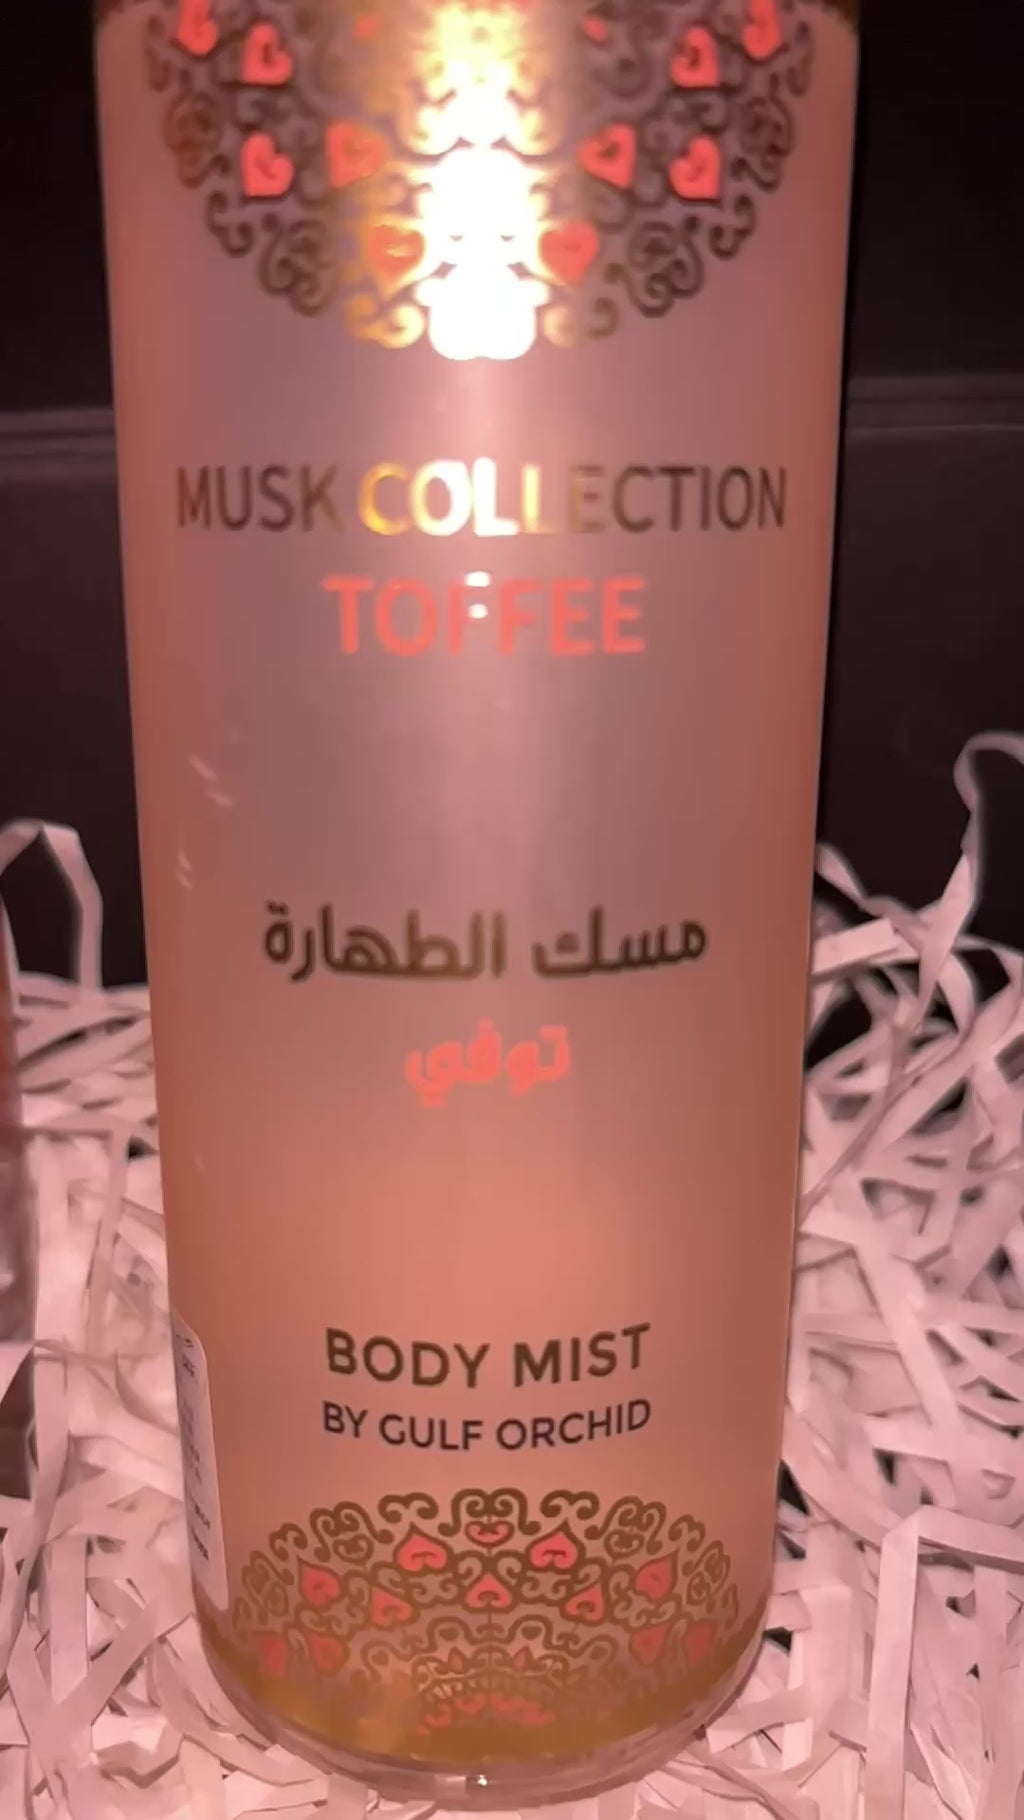 MUSK COLLECTION
TOFFEE
مسك الطهارة
توفي
BODY MIST
BY GULF ORCHID